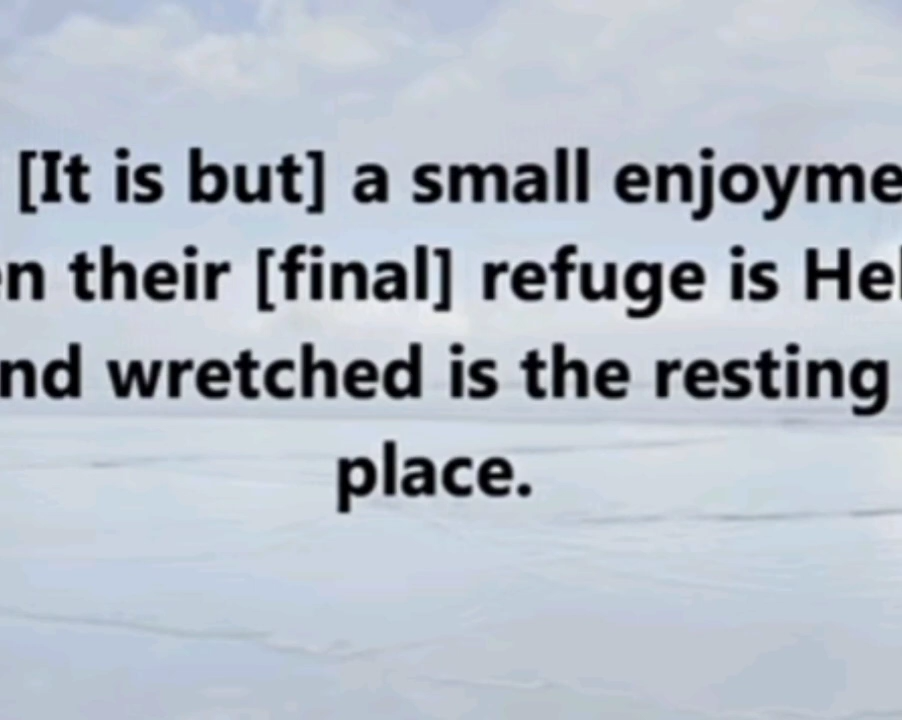 [It is but] a small enjoyme
n their [final] refuge is He
nd wretched is the resting
place.